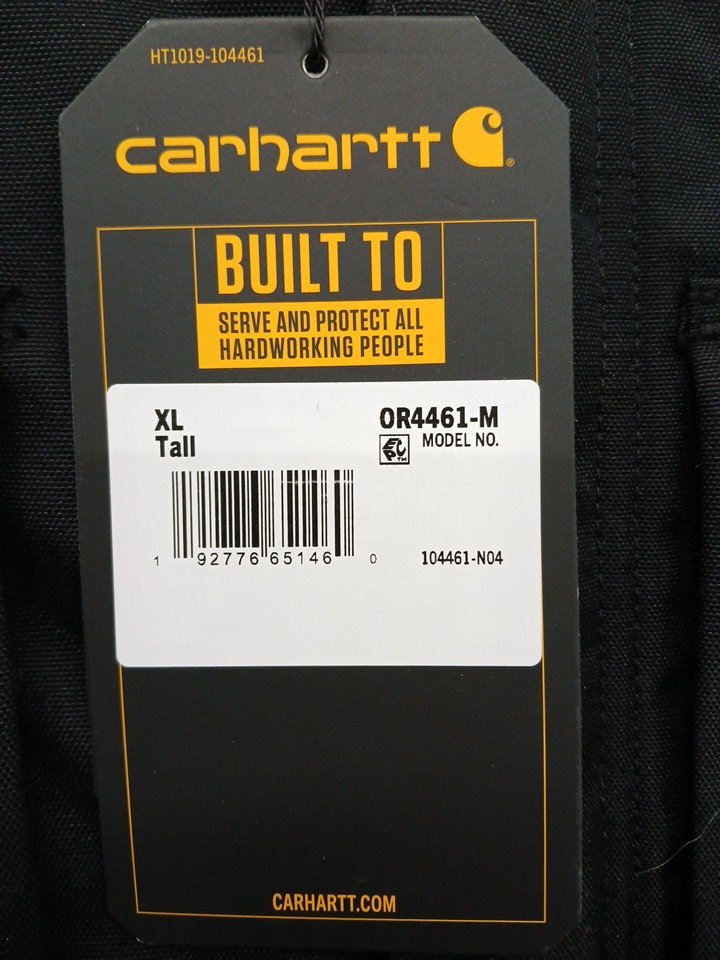 HT1019-104461
carhartt
BUILT TO
SERVE AND PROTECT ALL
HARDWORKING PEOPLE
XL
Tall
OR4461-M
MODEL NO.
1 92776 65146 0
104461-N04
CARHARTT.COM